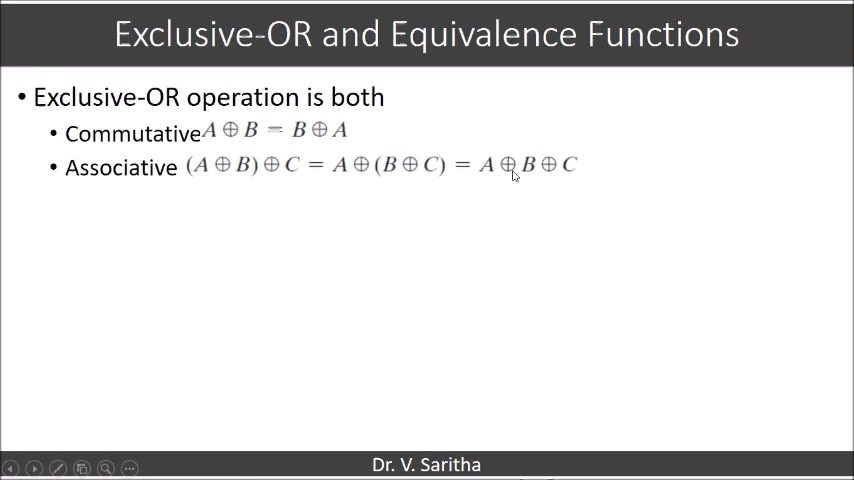 Exclusive-OR and Equivalence Functions
• Exclusive-OR operation is both
• Commutative A ⊕ B = B ⊕ A
• Associative (A ⊕ B) ⊕ C = A ⊕ (B ⊕ C) = A ⊕ B ⊕ C
Dr. V. Saritha